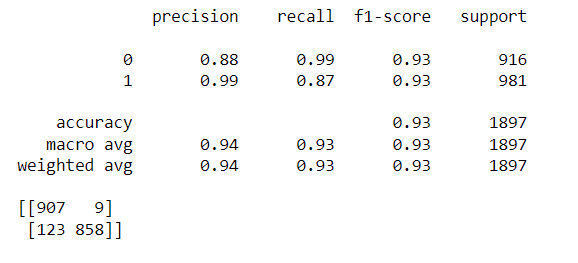 precision recall f1-score support
0 0.88 0.99 0.93 916
1 0.99 0.87 0.93 981
accuracy 0.93 1897
macro avg 0.94 0.93 0.93 1897
weighted avg 0.94 0.93 0.93 1897
[[907 9]
[123 858]]